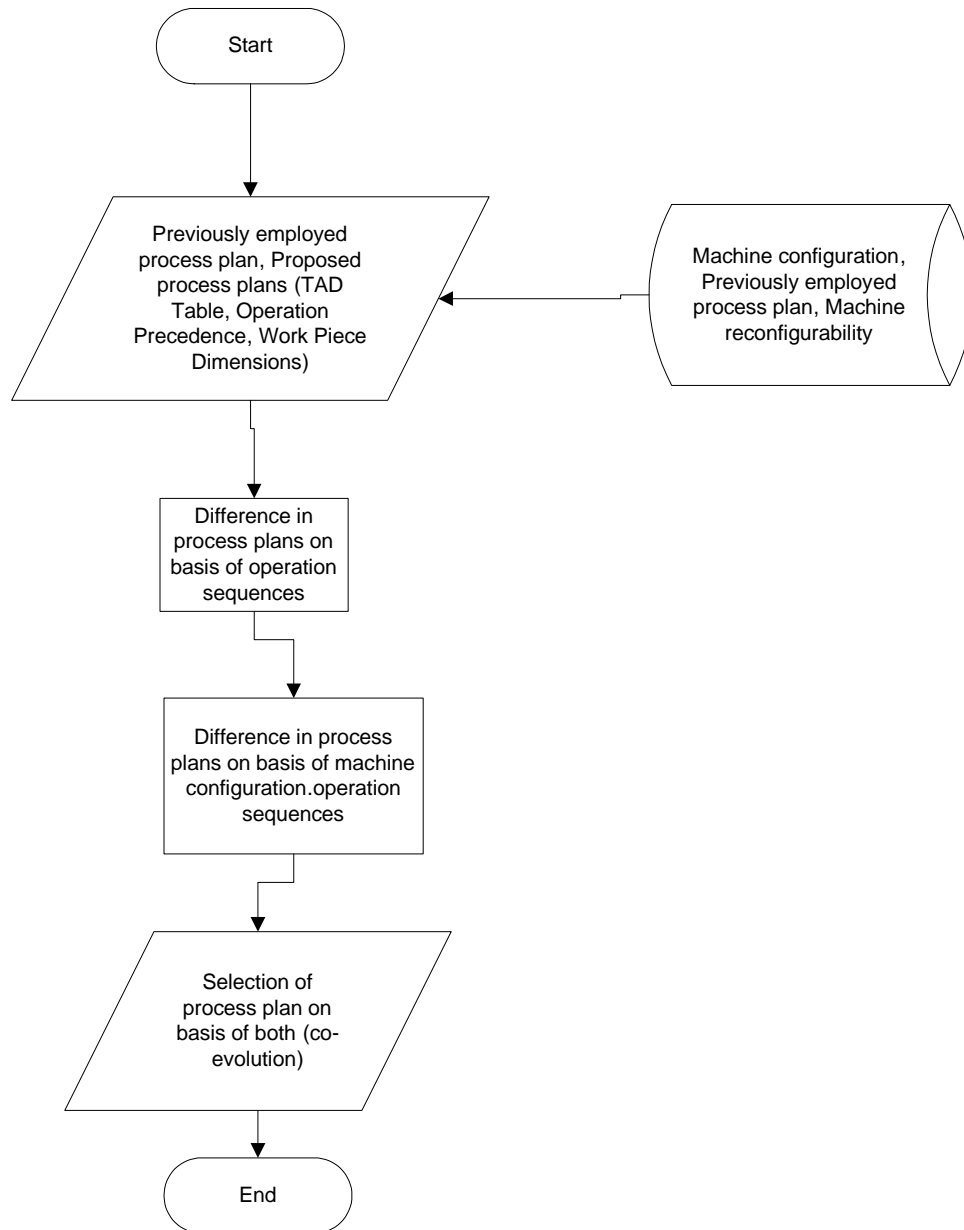 Start
Previously employed
process plan, Proposed
process plans (TAD
Table, Operation
Precedence, Work Piece
Dimensions)
Machine configuration,
Previously employed
process plan, Machine
reconfigurability
Difference in
process plans on
basis of operation
sequences
Difference in process
plans on basis of machine
configuration.operation
sequences
Selection of
process plan on
basis of both (co-
evolution)
End